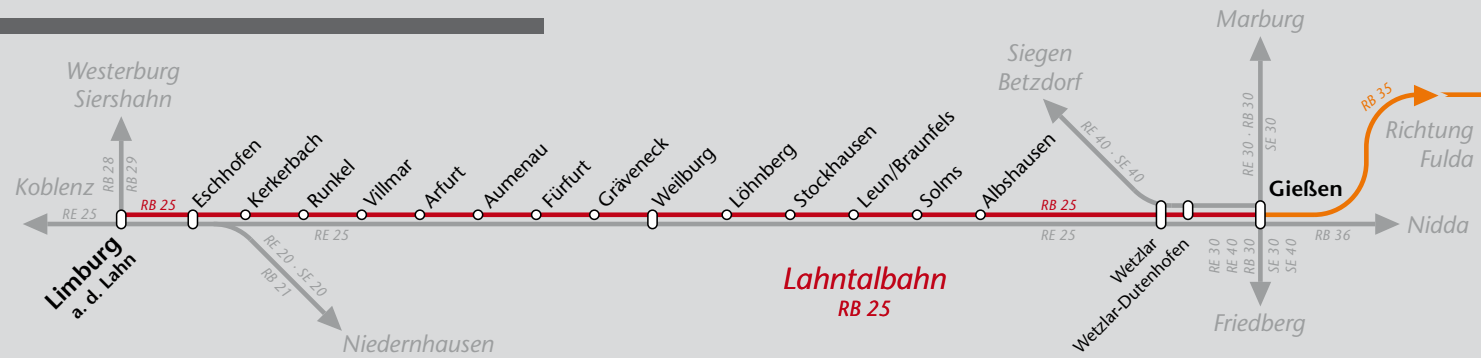 Marburg
Siegen
Betzdorf
Westerburg
Siershahn
RB 35
Richtung
Fulda
RE 40 · SE 40
RE 30 · RB 30
SE 30
RB 28
RB 29
Koblenz
RE 25
RB 25
Eschhofen
Kerkerbach
Runkel
Villmar
Arfurt
Aumenau
Fürfurt
Gräveneck
Weilburg
Löhnberg
Stockhausen
Leun/Braunfels
Solms
Albshausen
RB 25
Gießen
RE 25
RE 25
RB 36
Nidda
Limburg
a. d. Lahn
RE 20 · SE 20
RB 21
Niedernhausen
Lahntalbahn
RB 25
Wetzlar
Wetzlar-Dutenhofen
RE 30
RE 40
RB 30
SE 30
SE 40
Friedberg